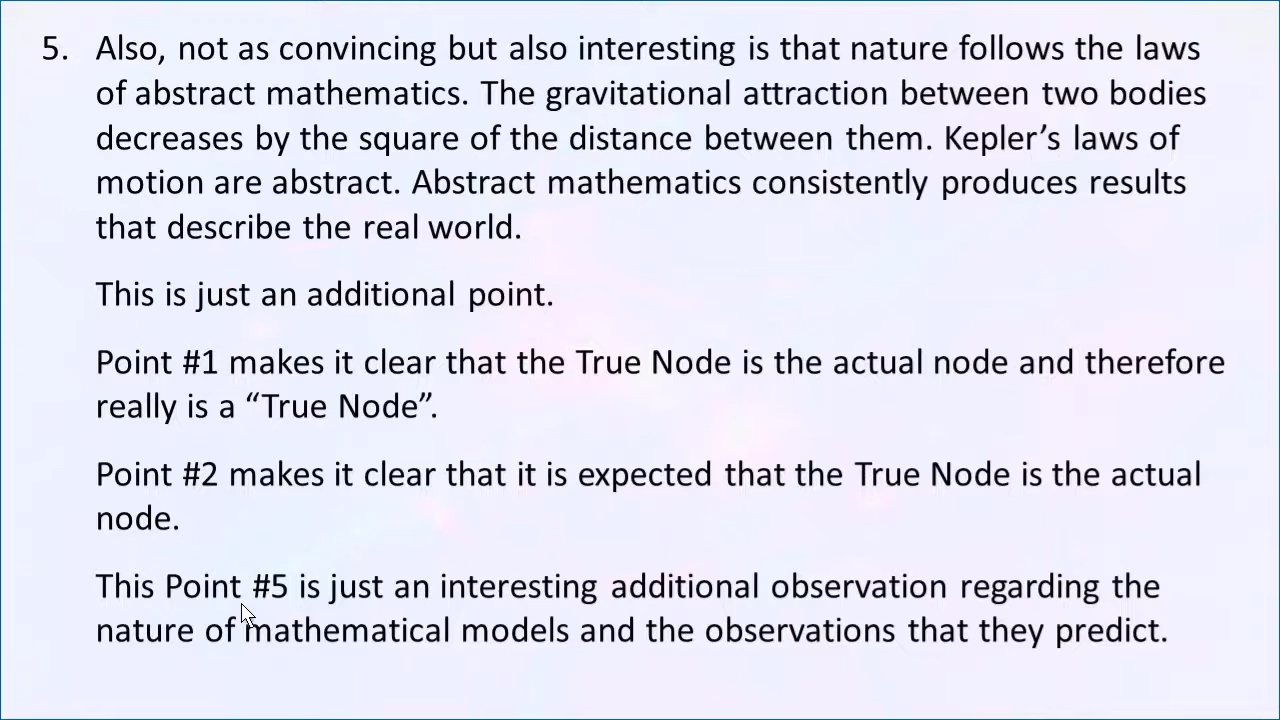 5. Also, not as convincing but also interesting is that nature follows the laws
of abstract mathematics. The gravitational attraction between two bodies
decreases by the square of the distance between them. Kepler’s laws of
motion are abstract. Abstract mathematics consistently produces results
that describe the real world.
This is just an additional point.
Point #1 makes it clear that the True Node is the actual node and therefore
really is a “True Node”.
Point #2 makes it clear that it is expected that the True Node is the actual
node.
This Point #5 is just an interesting additional observation regarding the
nature of mathematical models and the observations that they predict.